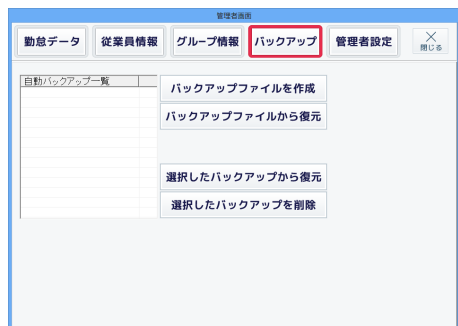 管理者画面
勤怠データ 従業員情報 グループ情報 バックアップ 管理者設定 閉じる
自動バックアップ一覧
バックアップファイルを作成
バックアップファイルから復元
選択したバックアップから復元
選択したバックアップを削除